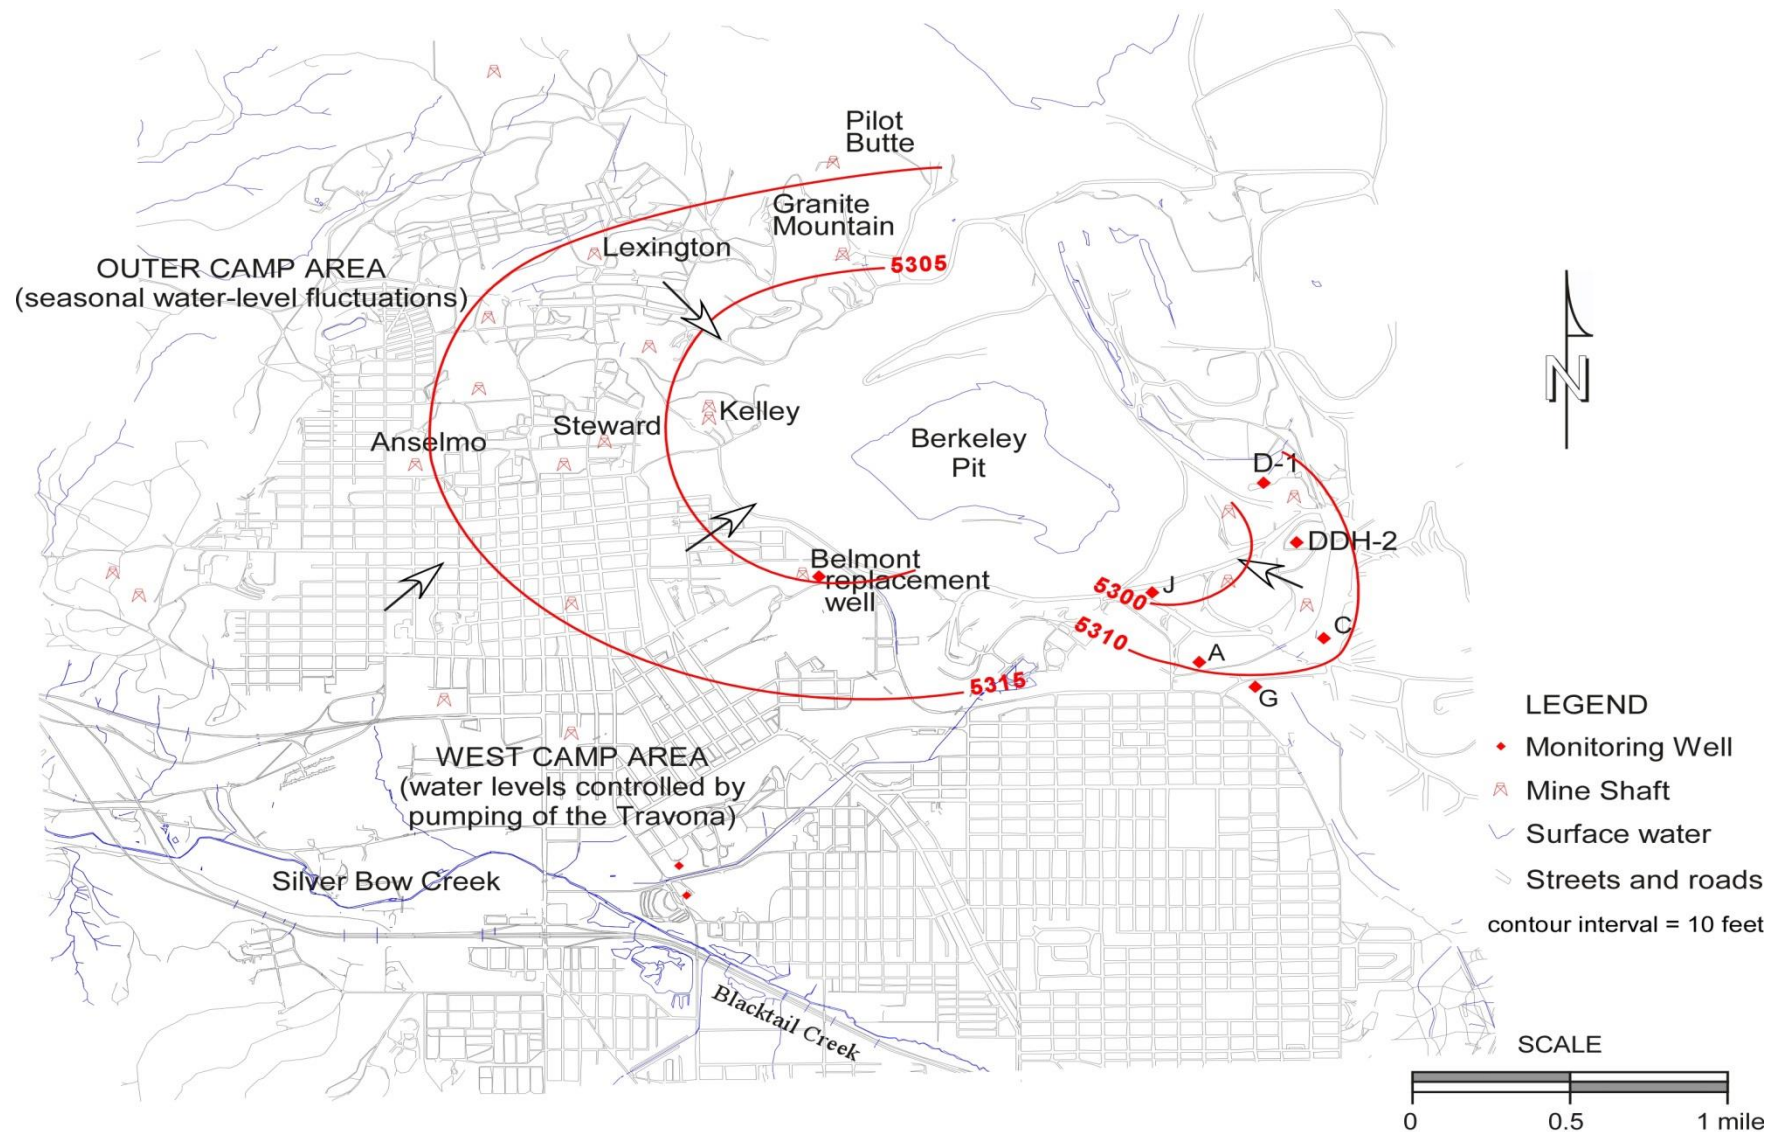 Pilot
Butte
Granite
Mountain
Lexington
5305
OUTER CAMP AREA
(seasonal water-level fluctuations)
N
Anselmo
Steward
Kelley
Berkeley
Pit
D-1
DDH-2
Belmont
replacement
well
J
5300
5310
C
A
G
5315
WEST CAMP AREA
(water levels controlled by
pumping of the Travona)
Silver Bow Creek
Blacktail Creek
LEGEND
Monitoring Well
Mine Shaft
Surface water
Streets and roads
contour interval = 10 feet
SCALE
0 0.5 1 mile